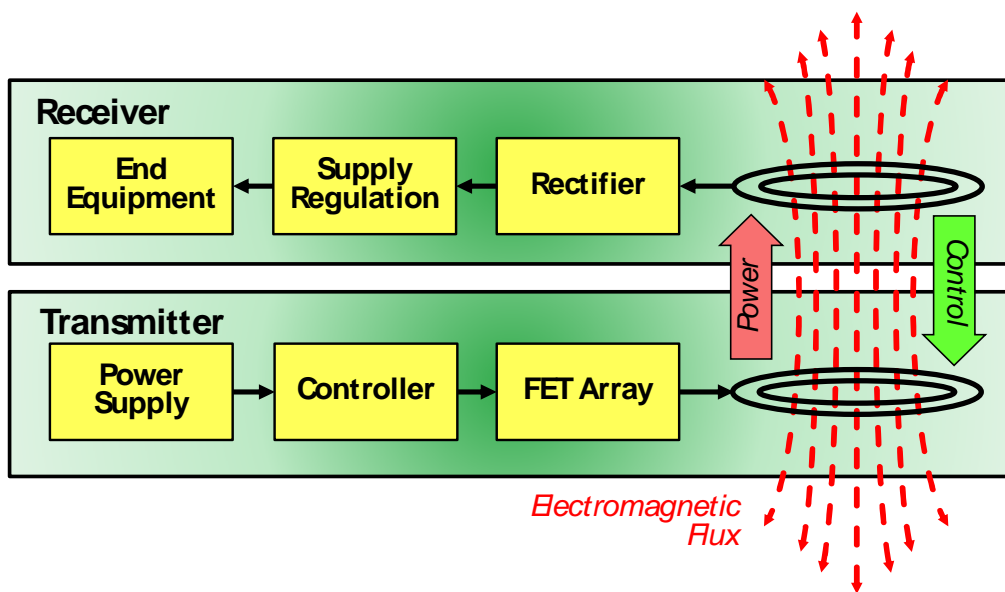 Receiver
End
Equipment
Supply
Regulation
Rectifier
Power
Control
Transmitter
Power
Supply
Controller
FET Array
Electromagnetic
Flux